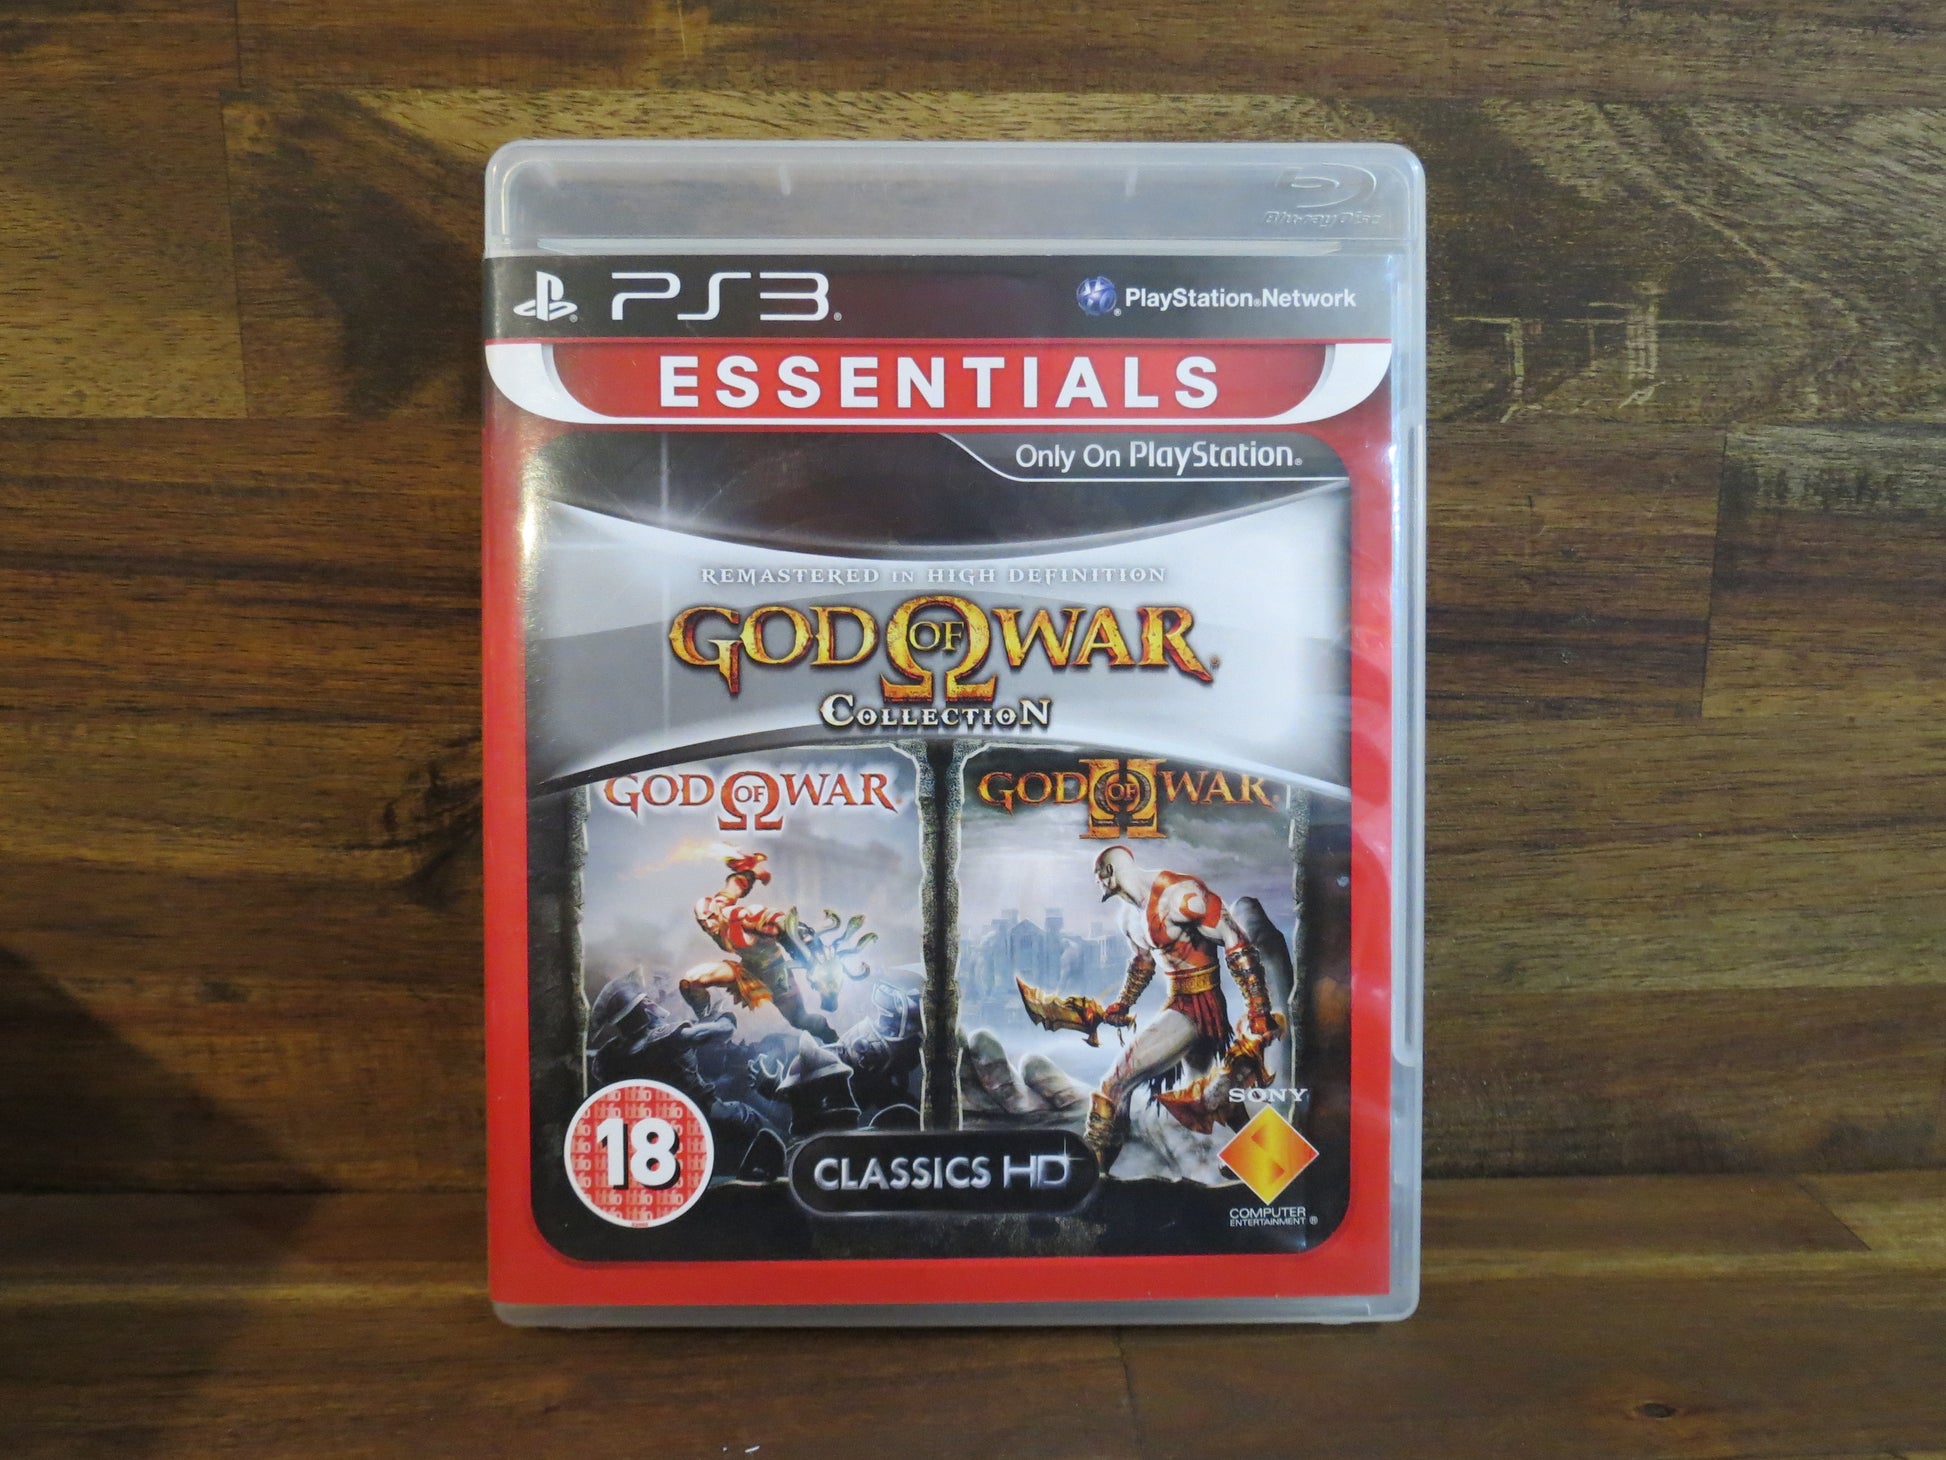 Blu-ray Disc
PS3® PlayStation®Network
ESSENTIALS
Only On PlayStation®
REMASTERED IN HIGH DEFINITION
GOD OF WAR®
COLLECTION
GOD OF WAR®
GOD OF WAR®
II
SONY
18
CLASSICS HD
COMPUTER
ENTERTAINMENT®